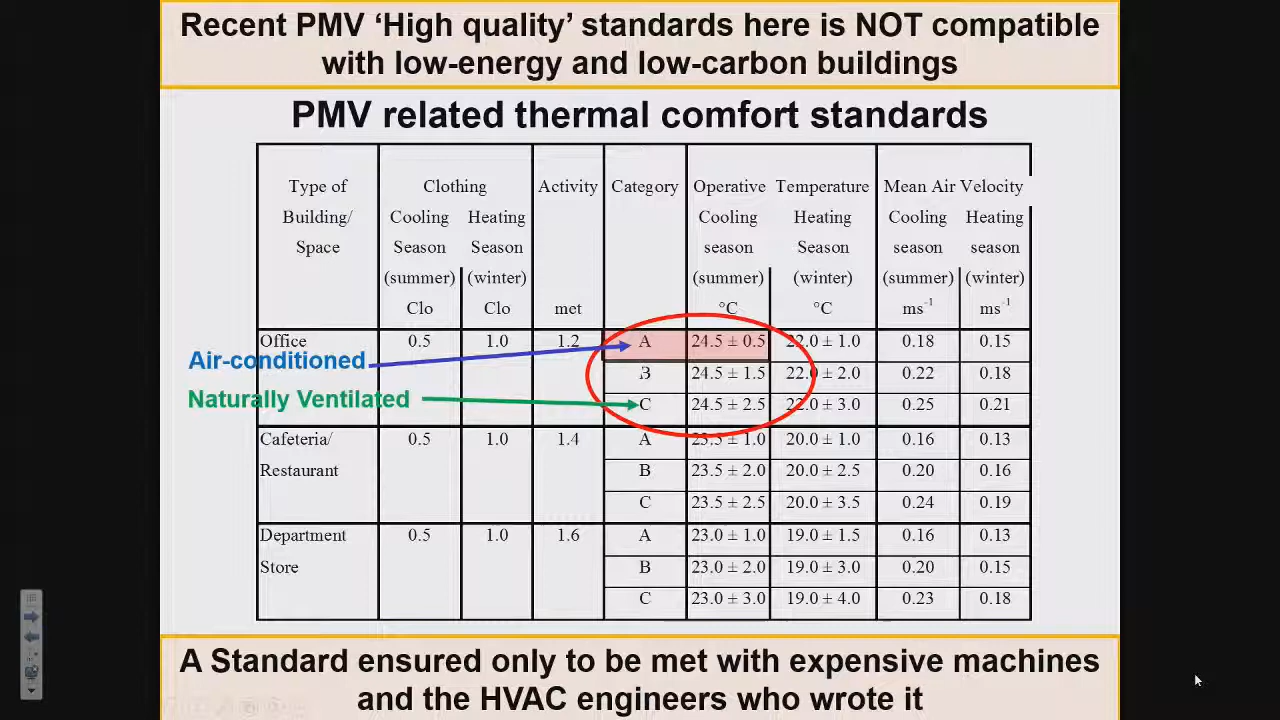 Recent PMV ‘High quality’ standards here is NOT compatible
with low-energy and low-carbon buildings
PMV related thermal comfort standards
Type of Clothing Activity Category Operative Temperature Mean Air Velocity
Building/ Cooling Heating Cooling Heating Cooling Heating
Space Season Season season Season season season
(summer) (winter) (summer) (winter) (summer) (winter)
Clo Clo met °C °C ms-1 ms-1
Office 0.5 1.0 1.2 A 24.5 ± 0.5 22.0 ± 1.0 0.18 0.15
Air-conditioned
B 24.5 ± 1.5 22.0 ± 2.0 0.22 0.18
Naturally Ventilated
C 24.5 ± 2.5 22.0 ± 3.0 0.25 0.21
Cafeteria/ 0.5 1.0 1.4 A 23.5 ± 1.0 20.0 ± 1.0 0.16 0.13
Restaurant B 23.5 ± 2.0 20.0 ± 2.5 0.20 0.16
C 23.5 ± 2.5 20.0 ± 3.5 0.24 0.19
Department 0.5 1.0 1.6 A 23.0 ± 1.0 19.0 ± 1.5 0.16 0.13
Store B 23.0 ± 2.0 19.0 ± 3.0 0.20 0.15
C 23.0 ± 3.0 19.0 ± 4.0 0.23 0.18
A Standard ensured only to be met with expensive machines
and the HVAC engineers who wrote it